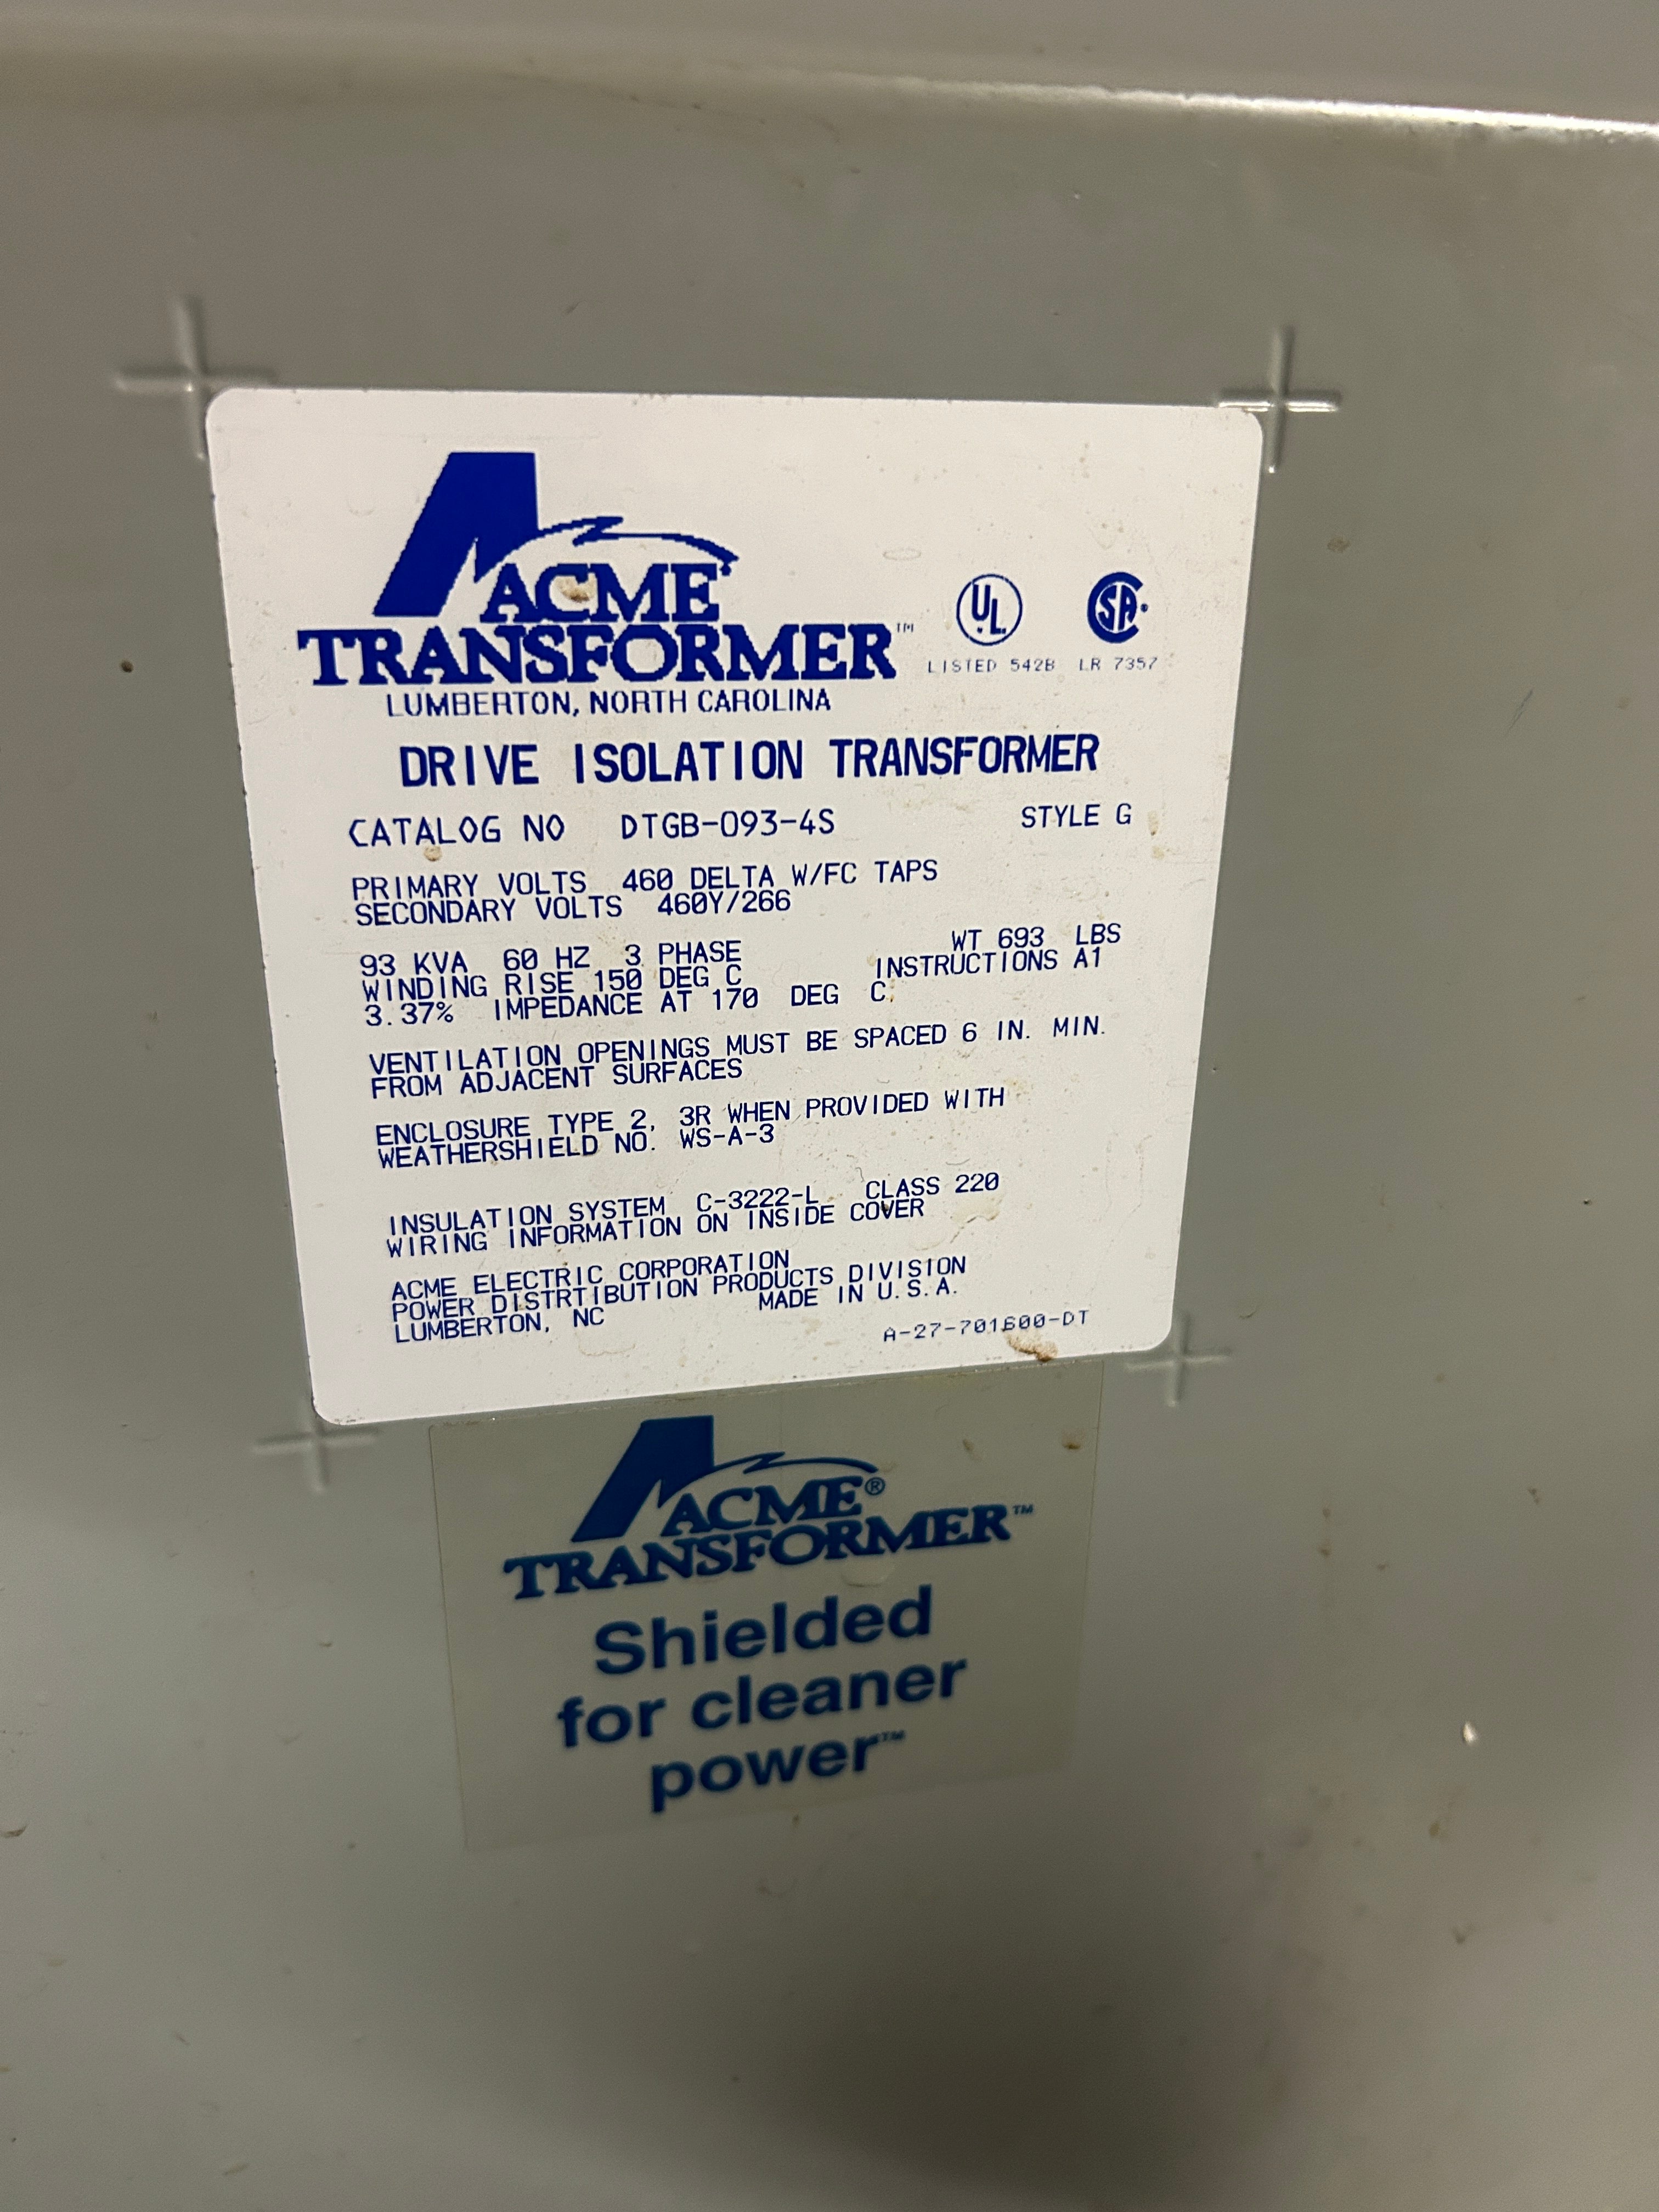 ACME
TRANSFORMER™
LUMBERTON, NORTH CAROLINA
UL SA
LISTED 542B LR 7357
DRIVE ISOLATION TRANSFORMER
CATALOG NO DTGB-093-4S STYLE G
PRIMARY VOLTS 460 DELTA W/FC TAPS
SECONDARY VOLTS 460Y/266
93 KVA 60 HZ 3 PHASE WT 693 LBS
WINDING RISE 150 DEG C INSTRUCTIONS A1
3.37% IMPEDANCE AT 170 DEG C
VENTILATION OPENINGS MUST BE SPACED 6 IN. MIN.
FROM ADJACENT SURFACES
ENCLOSURE TYPE 2, 3R WHEN PROVIDED WITH
WEATHERSHIELD NO. WS-A-3
INSULATION SYSTEM C-3222-L CLASS 220
WIRING INFORMATION ON INSIDE COVER
ACME ELECTRIC CORPORATION
POWER DISTRTIBUTION PRODUCTS DIVISION
LUMBERTON, NC MADE IN U.S.A.
A-27-701600-DT
ACME®
TRANSFORMER™
Shielded
for cleaner
power™